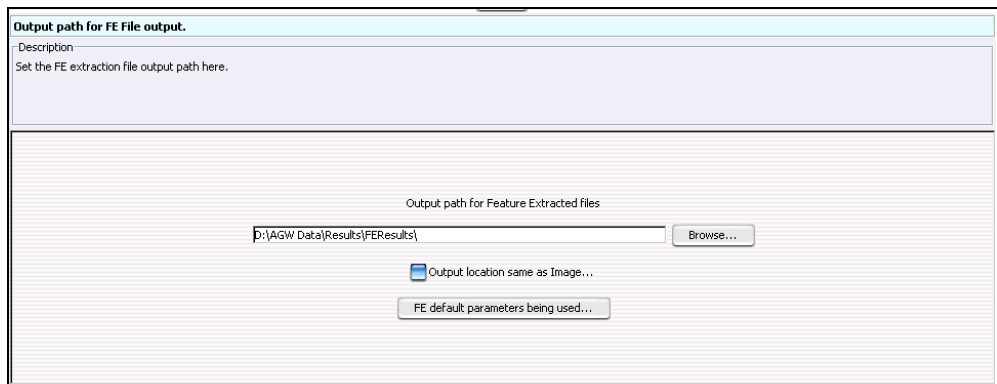 Output path for FE File output.
Description
Set the FE extraction file output path here.
Output path for Feature Extracted files
D:\AGW Data\Results\FEResults\
Browse...
Output location same as Image...
FE default parameters being used...